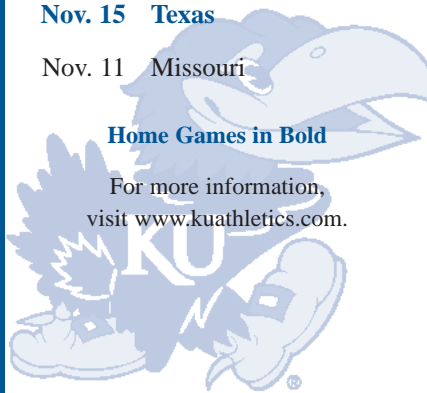 Nov. 15 Texas
Nov. 11 Missouri
Home Games in Bold
For more information,
visit www.kuathletics.com.
KU
®